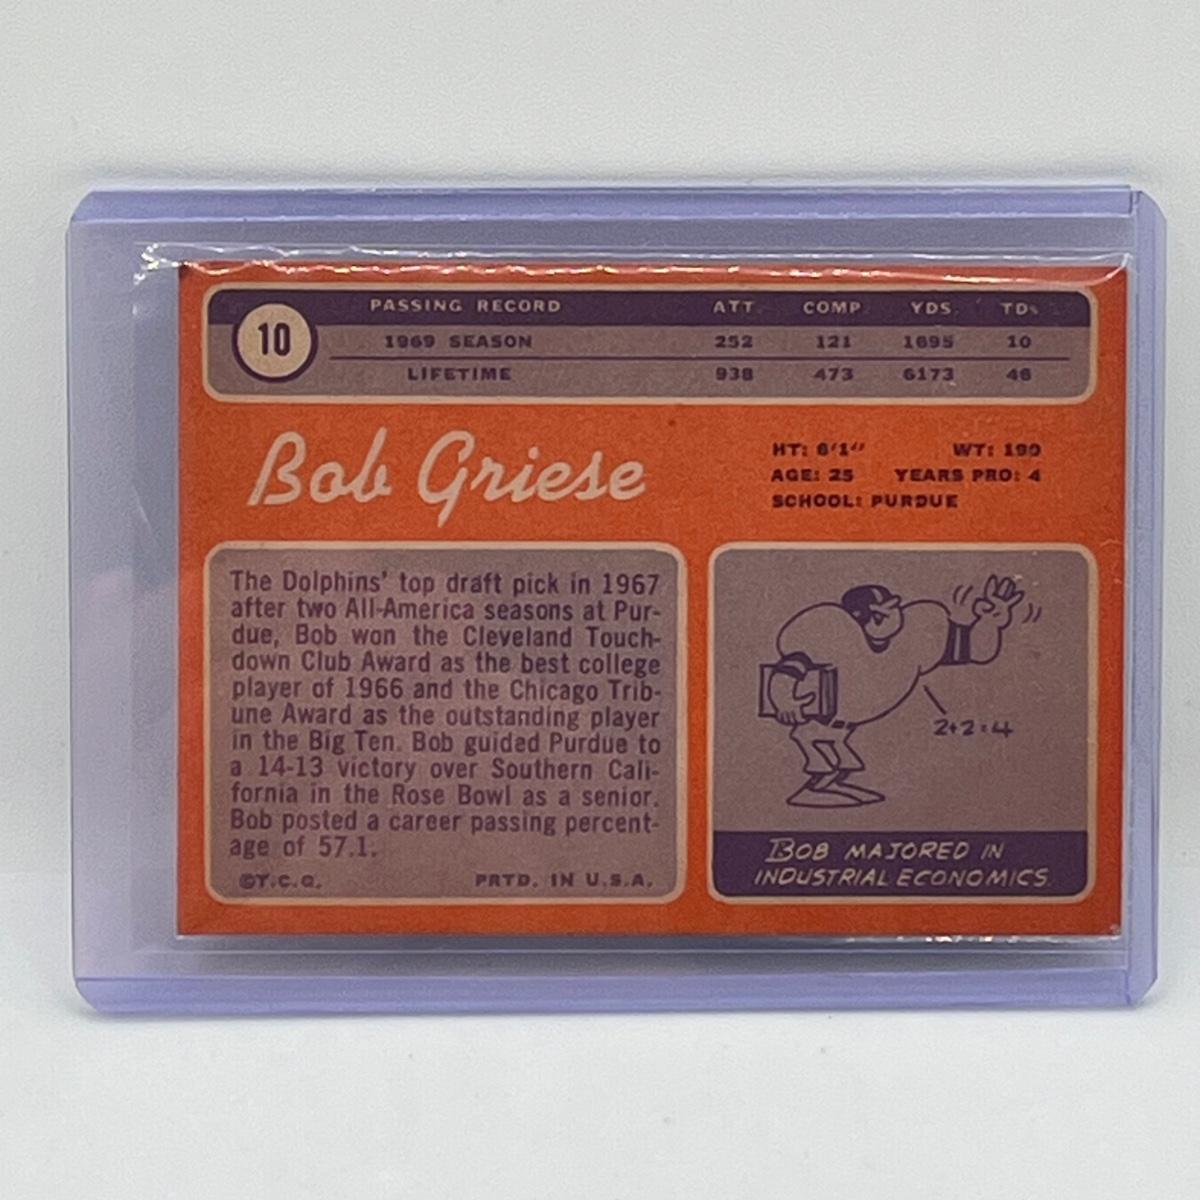 10
PASSING RECORD ATT. COMP. YDS. TDs
1969 SEASON 252 121 1695 10
LIFETIME 938 473 6173 46
Bob Griese
HT: 6'1" WT: 190
AGE: 25 YEARS PRO: 4
SCHOOL: PURDUE
The Dolphins' top draft pick in 1967
after two All-America seasons at Pur-
due, Bob won the Cleveland Touch-
down Club Award as the best college
player of 1966 and the Chicago Trib-
une Award as the outstanding player
in the Big Ten. Bob guided Purdue to
a 14-13 victory over Southern Cali-
fornia in the Rose Bowl as a senior.
Bob posted a career passing percent-
age of 57.1.
©T.C.G. PRTD. IN U.S.A.
2+2=4
BOB MAJORED IN
INDUSTRIAL ECONOMICS.